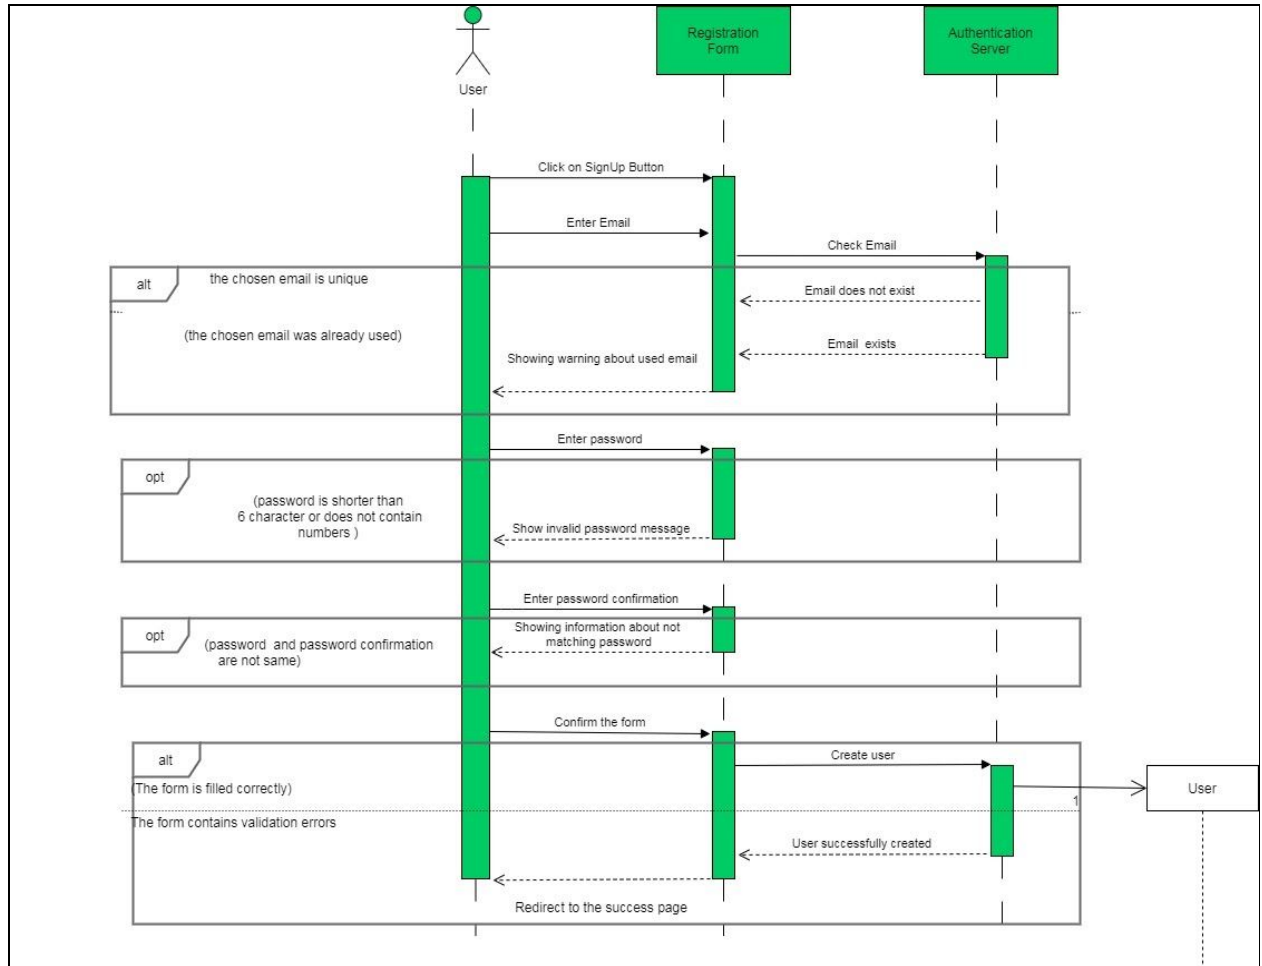 Registration
Form
Authentication
Server
User
Click on SignUp Button
Enter Email
Check Email
alt
the chosen email is unique
Email does not exist
(the chosen email was already used)
Email exists
Showing warning about used email
Enter password
opt
(password is shorter than
6 character or does not contain
numbers )
Show invalid password message
Enter password confirmation
opt
Showing information about not
matching password
(password and password confirmation
are not same)
Confirm the form
alt
Create user
(The form is filled correctly)
1
User
The form contains validation errors
User successfully created
Redirect to the success page